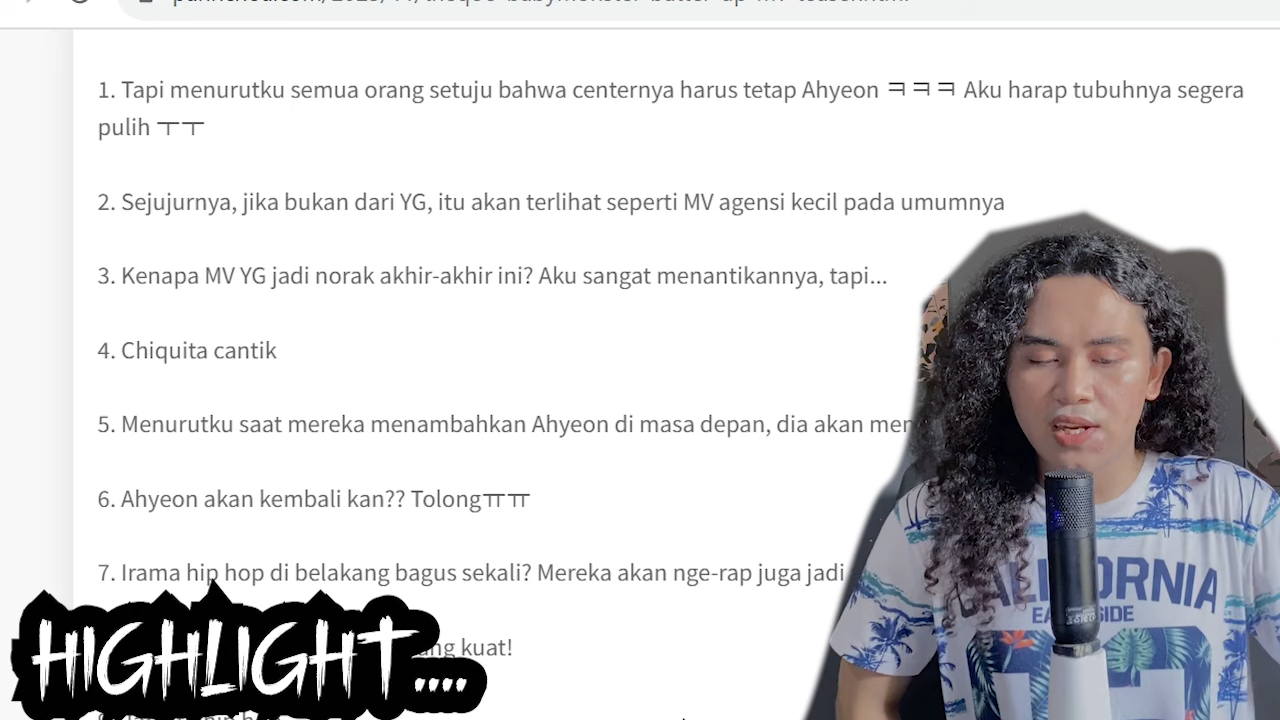 1. Tapi menurutku semua orang setuju bahwa centernya harus tetap Ahyeon ㅋㅋㅋ Aku harap tubuhnya segera
pulih ㅜㅜ
2. Sejujurnya, jika bukan dari YG, itu akan terlihat seperti MV agensi kecil pada umumnya
3. Kenapa MV YG jadi norak akhir-akhir ini? Aku sangat menantikannya, tapi...
4. Chiquita cantik
5. Menurutku saat mereka menambahkan Ahyeon di masa depan, dia akan
6. Ahyeon akan kembali kan?? Tolongㅠㅠ
7. Irama hip hop di belakang bagus sekali? Mereka akan nge-rap juga jadi
kuat!
HIGHLIGHT....
CALIFORNIA